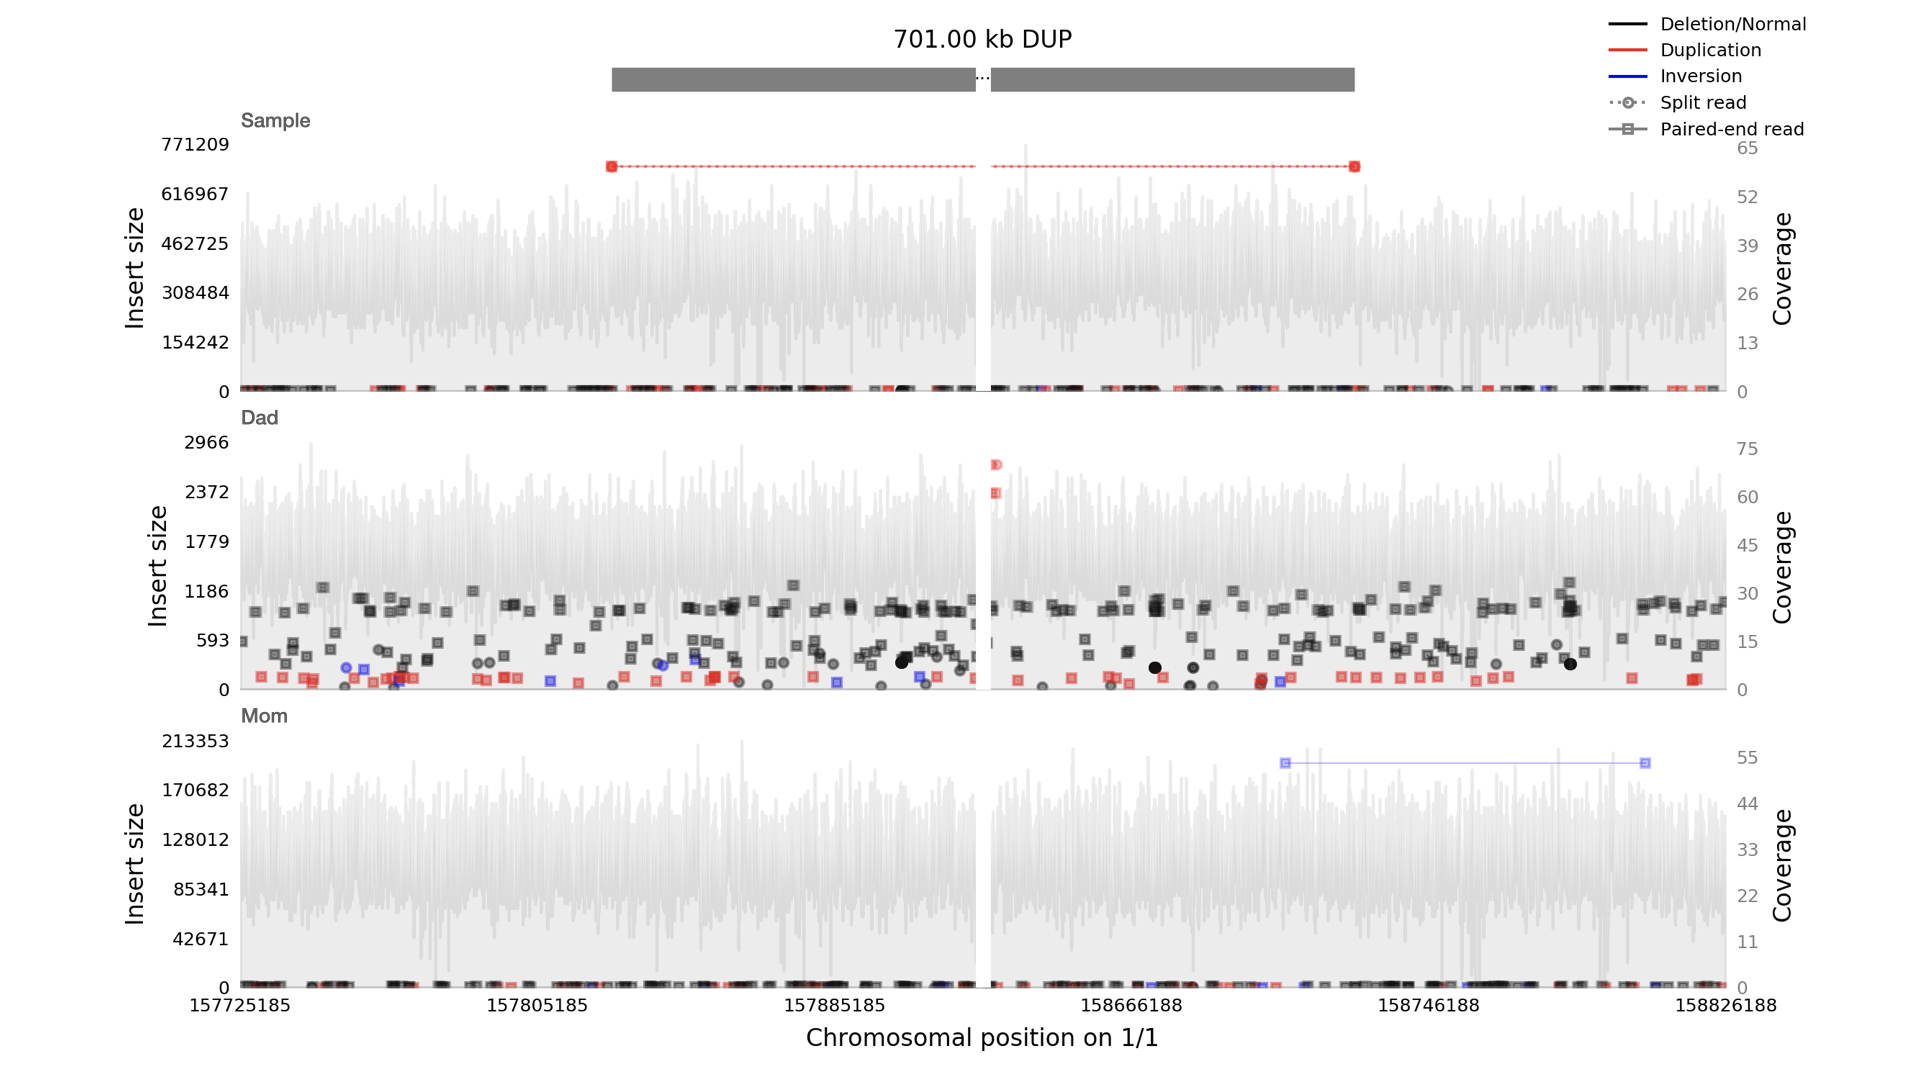 701.00 kb DUP
Deletion/Normal
Duplication
Inversion
Split read
Paired-end read
Sample
771209
616967
462725
308484
154242
0
Insert size
65
52
39
26
13
0
Coverage
Dad
2966
2372
1779
1186
593
0
Insert size
75
60
45
30
15
0
Coverage
Mom
213353
170682
128012
85341
42671
0
Insert size
55
44
33
22
11
0
Coverage
157725185 157805185 157885185 158666188 158746188 158826188
Chromosomal position on 1/1